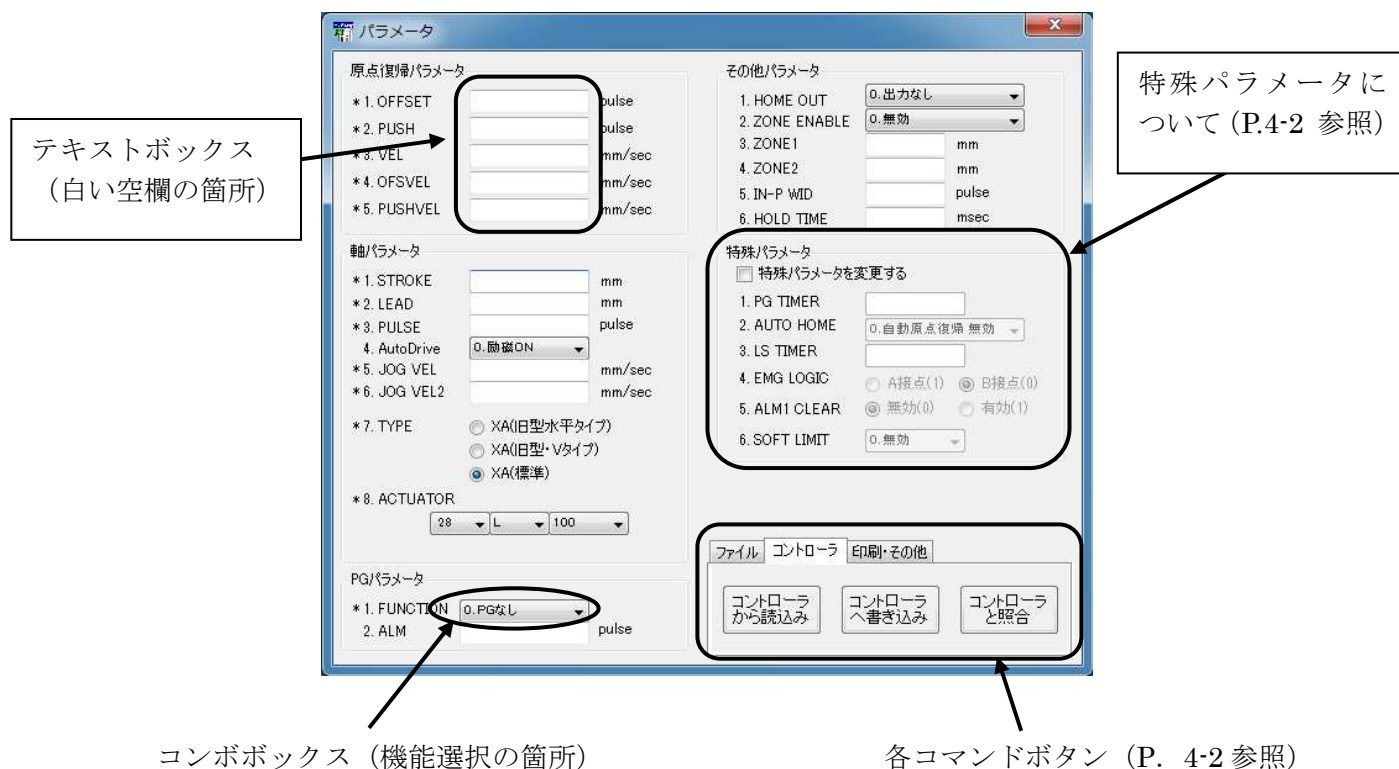 パラメータ
テキストボックス
（白い空欄の箇所）
特殊パラメータに
ついて（P.4-2 参照）
原点復帰パラメータ
*1. OFFSET pulse
*2. PUSH pulse
*3. VEL mm/sec
*4. OFSVEL mm/sec
*5. PUSHVEL mm/sec
軸パラメータ
*1. STROKE mm
*2. LEAD mm
*3. PULSE pulse
4. AutoDrive 0.励磁ON
*5. JOG VEL mm/sec
*6. JOG VEL2 mm/sec
*7. TYPE XA(旧型水平タイプ)
XA(旧型・Vタイプ)
XA(標準)
*8. ACTUATOR
28 L 100
PGパラメータ
*1. FUNCTION 0.PGなし
2. ALM pulse
その他パラメータ
1. HOME OUT 0.出力なし
2. ZONE ENABLE 0.無効
3. ZONE1 mm
4. ZONE2 mm
5. IN-P WID pulse
6. HOLD TIME msec
特殊パラメータ
特殊パラメータを変更する
1. PG TIMER
2. AUTO HOME 0.自動原点復帰 無効
3. LS TIMER
4. EMG LOGIC A接点(1) B接点(0)
5. ALM1 CLEAR 無効(0) 有効(1)
6. SOFT LIMIT 0.無効
ファイル コントローラ 印刷・その他
コントローラ コントローラ コントローラ
から読込み へ書き込み と照合
コンボボックス（機能選択の箇所）
各コマンドボタン（P. 4-2 参照）